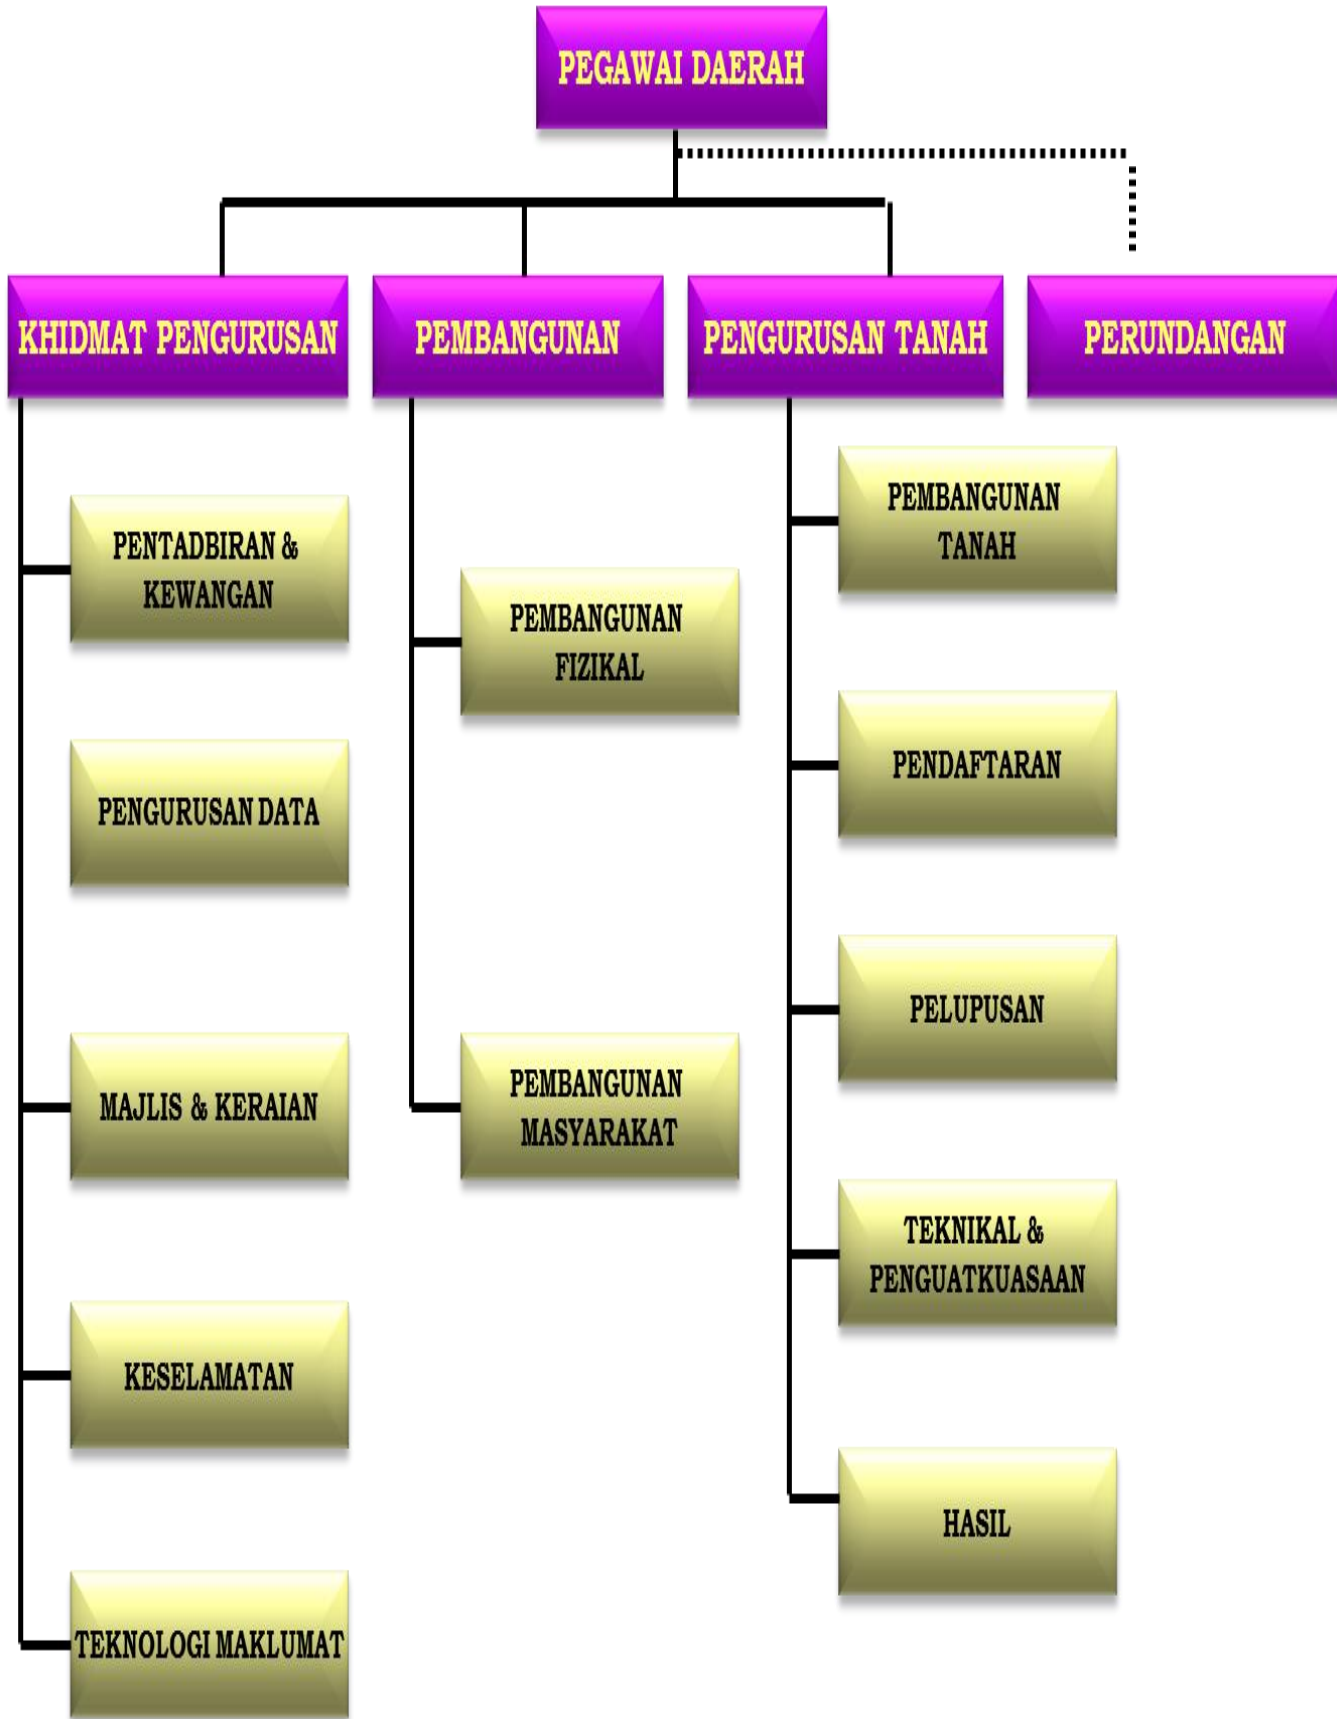 PEGAWAI DAERAH
KHIDMAT PENGURUSAN
PEMBANGUNAN
PENGURUSAN TANAH
PERUNDANGAN
PENTADBIRAN &
KEWANGAN
PENGURUSAN DATA
MAJLIS & KERAIAN
KESELAMATAN
TEKNOLOGI MAKLUMAT
PEMBANGUNAN
FIZIKAL
PEMBANGUNAN
MASYARAKAT
PEMBANGUNAN
TANAH
PENDAFTARAN
PELUPUSAN
TEKNIKAL &
PENGUATKUASAAN
HASIL